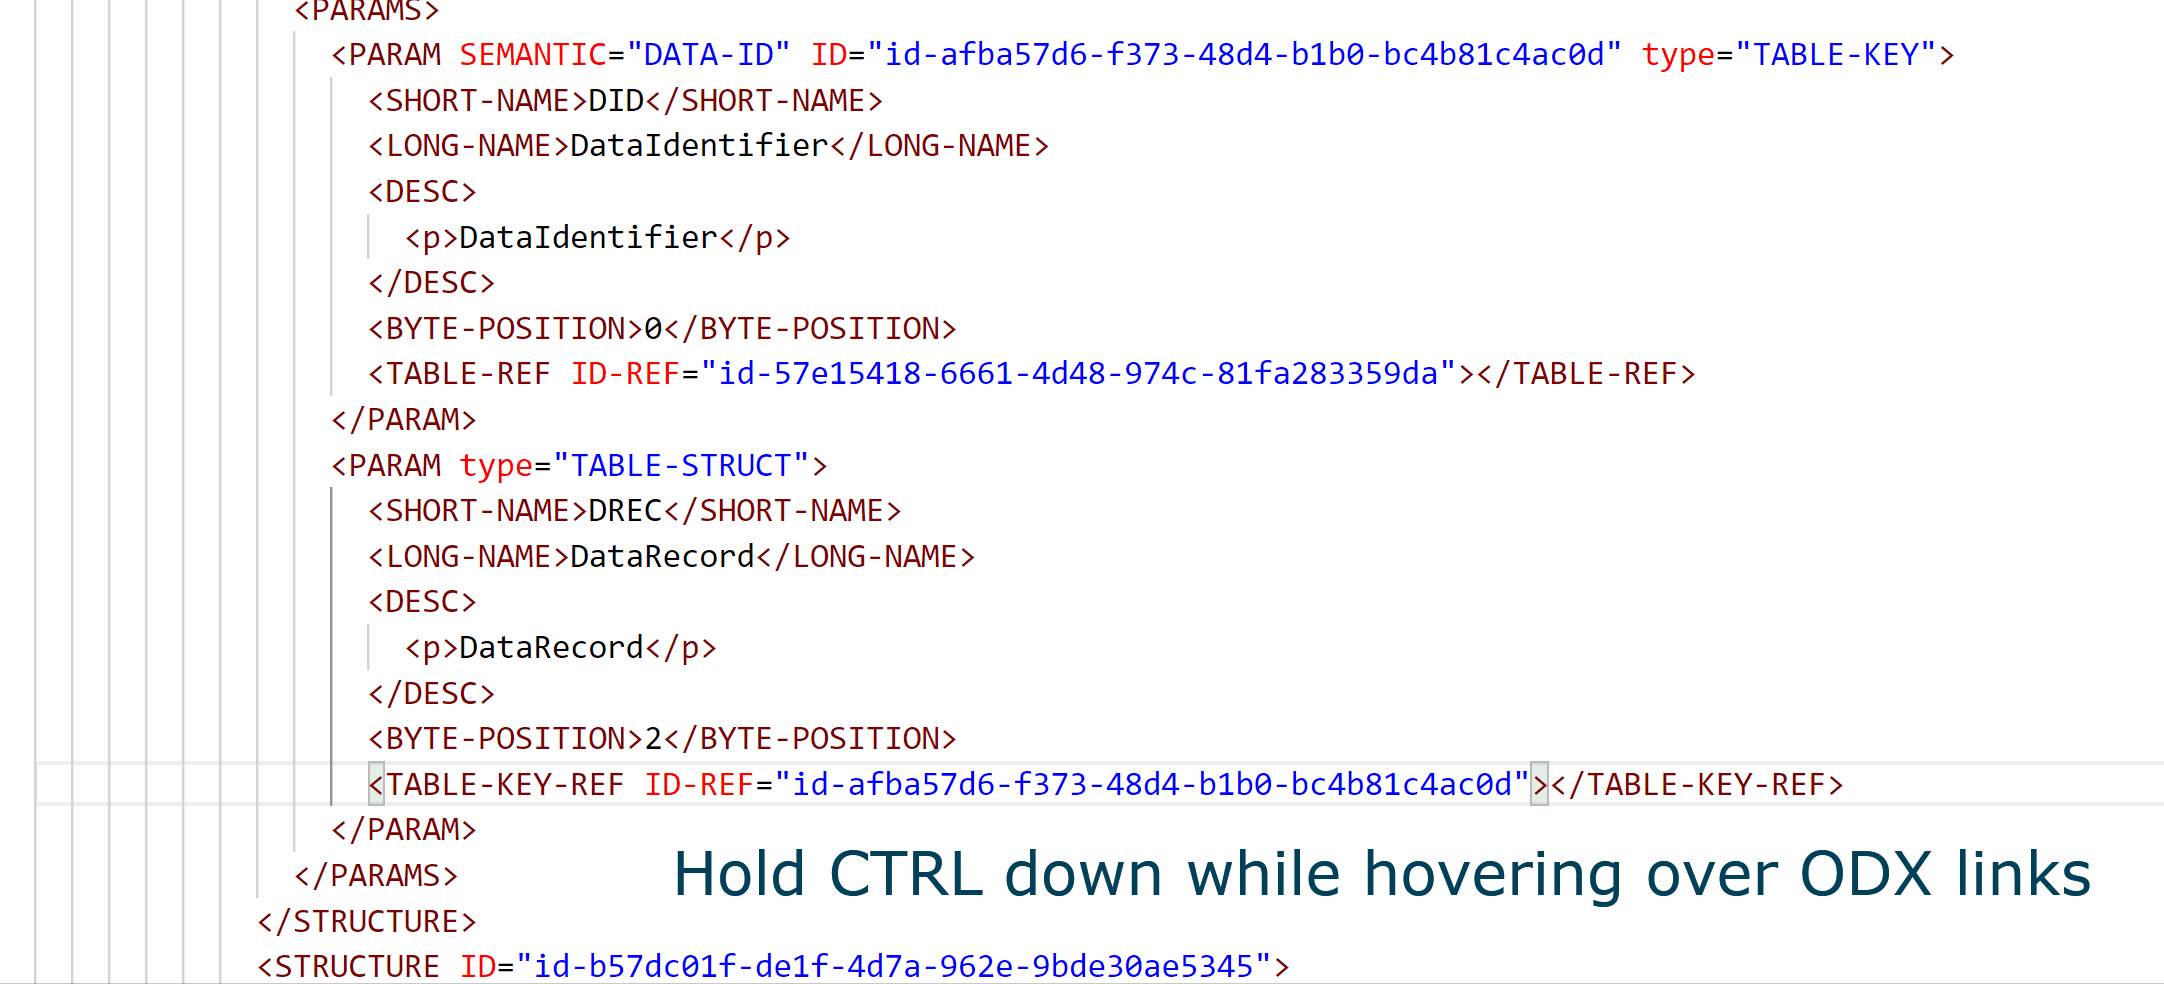 <PARAMS>
<PARAM SEMANTIC="DATA-ID" ID="id-afba57d6-f373-48d4-b1b0-bc4b81c4ac0d" type="TABLE-KEY">
<SHORT-NAME>DID</SHORT-NAME>
<LONG-NAME>DataIdentifier</LONG-NAME>
<DESC>
<p>DataIdentifier</p>
</DESC>
<BYTE-POSITION>0</BYTE-POSITION>
<TABLE-REF ID-REF="id-57e15418-6661-4d48-974c-81fa283359da"></TABLE-REF>
</PARAM>
<PARAM type="TABLE-STRUCT">
<SHORT-NAME>DREC</SHORT-NAME>
<LONG-NAME>DataRecord</LONG-NAME>
<DESC>
<p>DataRecord</p>
</DESC>
<BYTE-POSITION>2</BYTE-POSITION>
<TABLE-KEY-REF ID-REF="id-afba57d6-f373-48d4-b1b0-bc4b81c4ac0d"></TABLE-KEY-REF>
</PARAM>
</PARAMS>
Hold CTRL down while hovering over ODX links
</STRUCTURE>
<STRUCTURE ID="id-b57dc01f-de1f-4d7a-962e-9bde30ae5345">